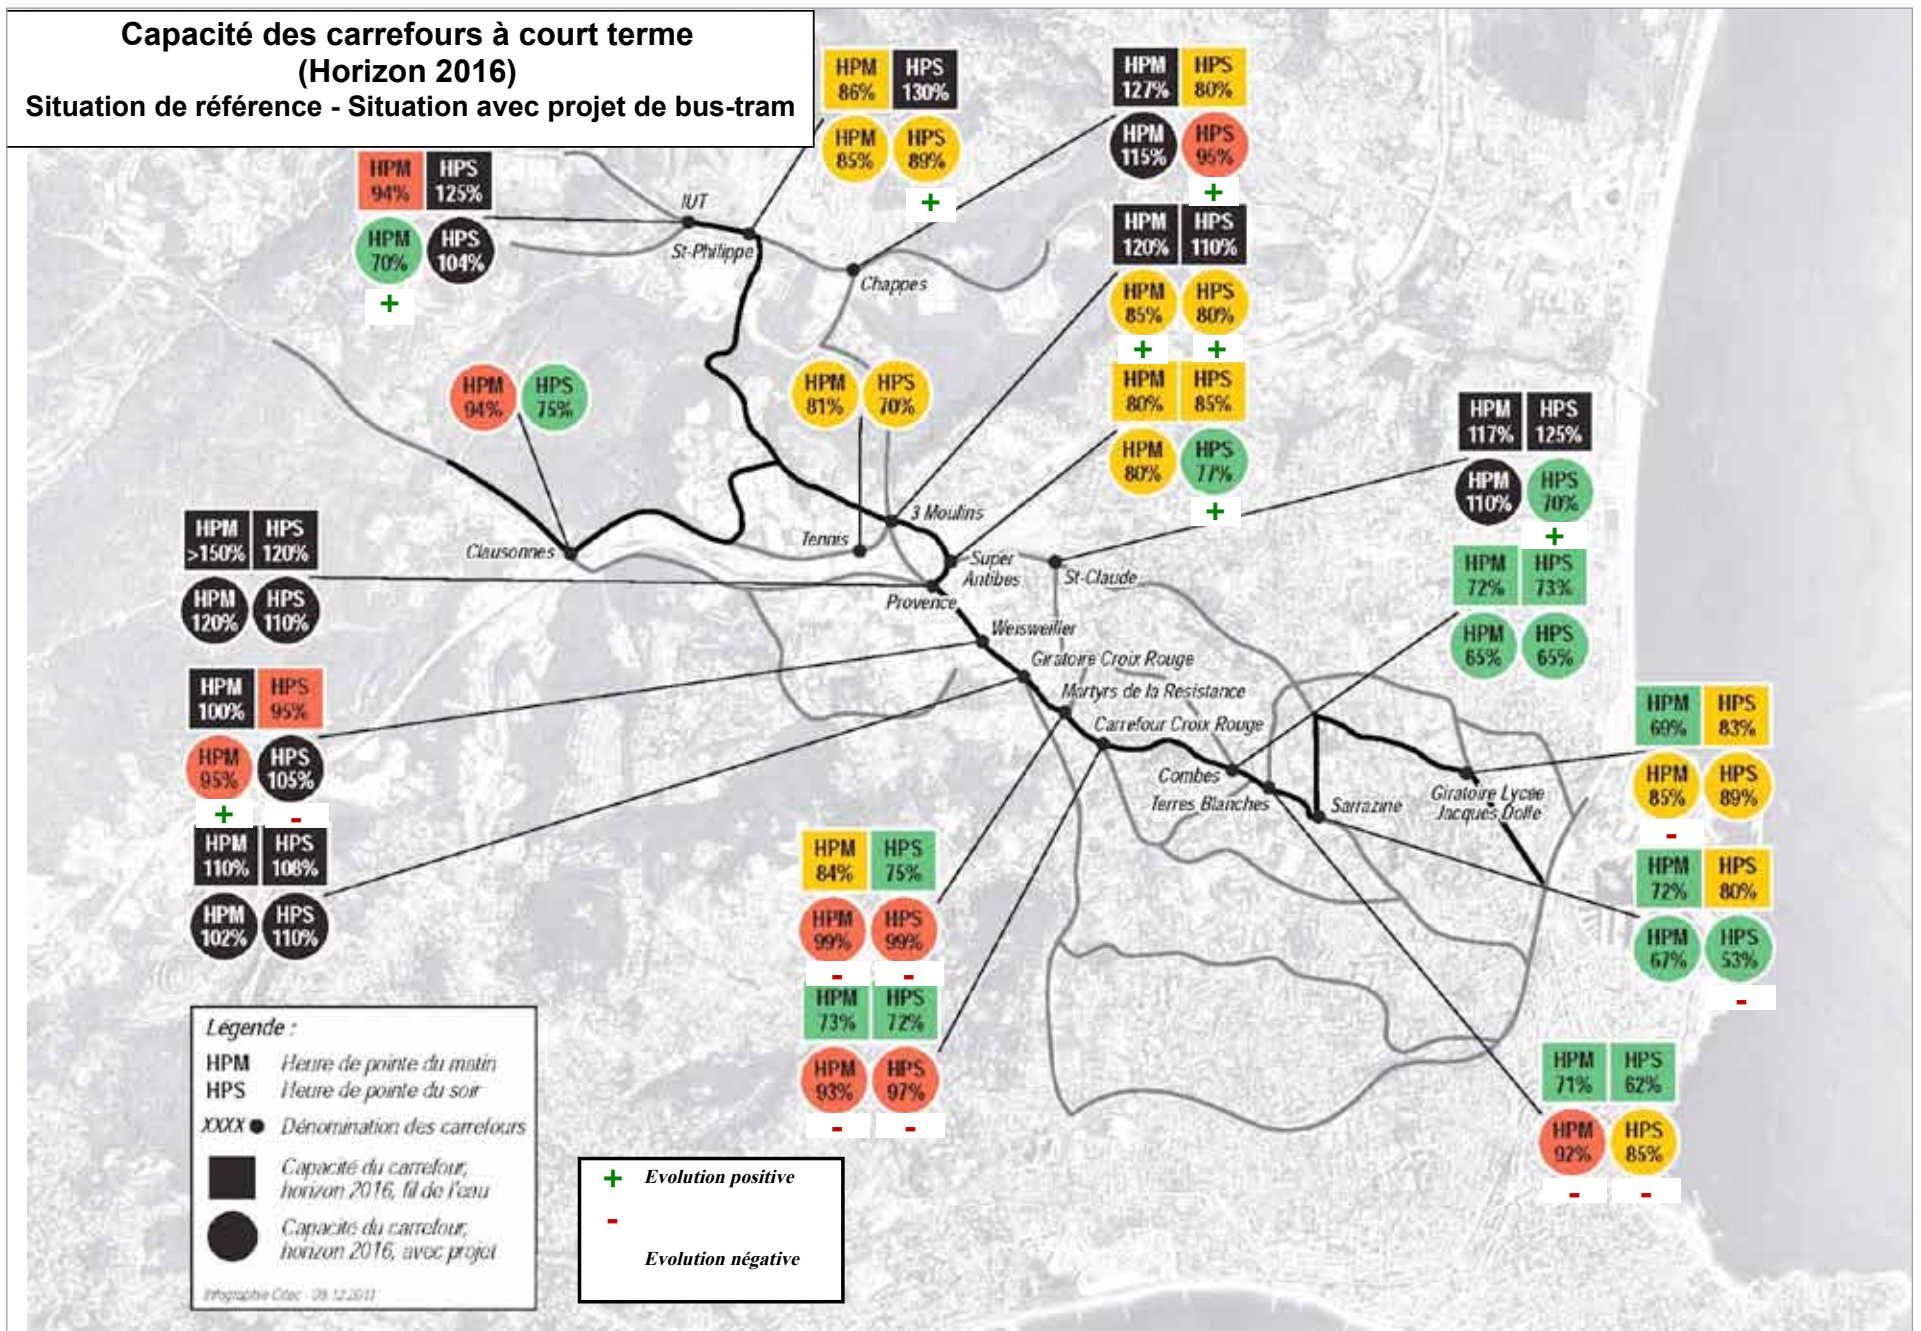 Capacité des carrefours à court terme
(Horizon 2016)
Situation de référence - Situation avec projet de bus-tram
HPM HPS
86% 130%
HPM HPS
85% 89%
+
HPM HPS
127% 80%
HPM HPS
115% 95%
+
HPM HPS
94% 125%
HPM HPS
70% 104%
+
HPM HPS
120% 110%
HPM HPS
85% 80%
+ +
HPM HPS
80% 85%
HPM HPS
80% 77%
+
HPM HPS
94% 75%
HPM HPS
81% 70%
HPM HPS
117% 125%
HPM HPS
110% 70%
+
HPM HPS
72% 73%
HPM HPS
65% 65%
HPM HPS
>150% 120%
HPM HPS
120% 110%
HPM HPS
100% 95%
HPM HPS
95% 105%
+ -
HPM HPS
110% 108%
HPM HPS
102% 110%
HPM HPS
69% 83%
HPM HPS
85% 89%
-
HPM HPS
72% 80%
HPM HPS
67% 53%
-
HPM HPS
84% 75%
HPM HPS
99% 99%
- -
HPM HPS
73% 72%
HPM HPS
93% 97%
- -
HPM HPS
71% 62%
HPM HPS
92% 85%
- -
IUT
St-Philippe
Chappes
Clausonnes
Tennis
3 Moulins
Super
Antibes
St-Claude
Provence
Weisweiller
Giratoire Croix Rouge
Martyrs de la Resistance
Carrefour Croix Rouge
Combes
Terres Blanches
Sarrazine
Giratoire Lycée
Jacques Dolle
Légende :
HPM Heure de pointe du matin
HPS Heure de pointe du soir
XXXX Dénomination des carrefours
Capacité du carrefour,
horizon 2016, fil de l'eau
Capacité du carrefour,
horizon 2016, avec projet
Infographie Citec - 09.12.2011
+ Evolution positive
-
Evolution négative